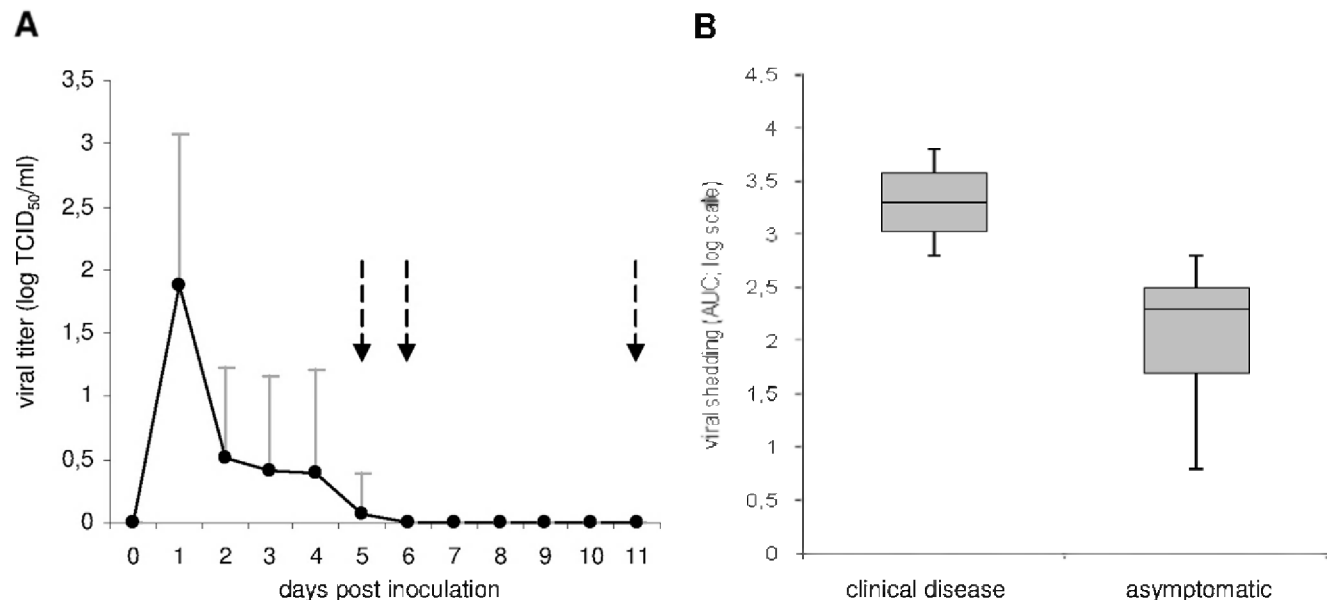 A
3,5
3
2,5
2
1,5
1
0,5
0
viral titer (log TCID50/ml)
0 1 2 3 4 5 6 7 8 9 10 11
days post inoculation
B
4,5
4
3,5
3
2,5
2
1,5
1
0,5
0
viral shedding (AUC; log scale)
clinical disease asymptomatic